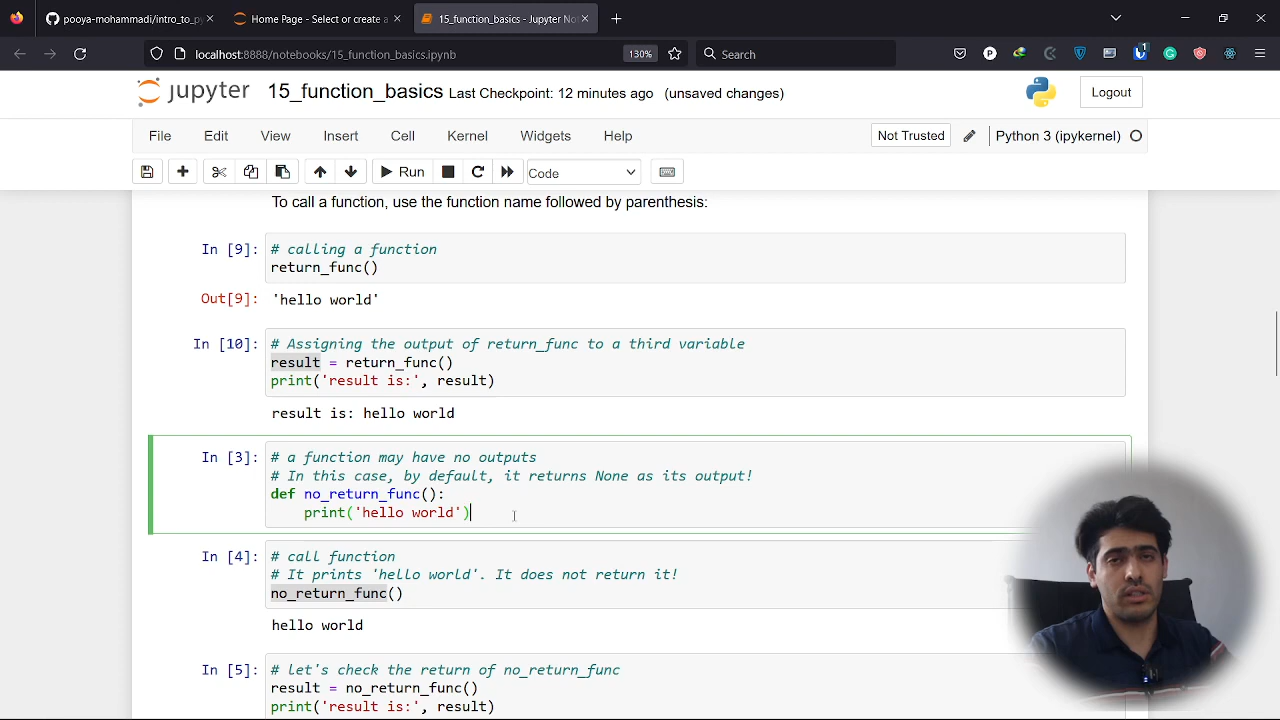 pooya-mohammadi/intro_to_py
Home Page - Select or create a
15_function_basics - Jupyter No
localhost:8888/notebooks/15_function_basics.ipynb
130%
Search
jupyter
15_function_basics
Last Checkpoint: 12 minutes ago
(unsaved changes)
Logout
File
Edit
View
Insert
Cell
Kernel
Widgets
Help
Not Trusted
Python 3 (ipykernel)
Run
Code
To call a function, use the function name followed by parenthesis:
In [9]:
# calling a function
return_func()
Out[9]:
'hello world'
In [10]:
# Assigning the output of return_func to a third variable
result = return_func()
print('result is:', result)
result is: hello world
In [3]:
# a function may have no outputs
# In this case, by default, it returns None as its output!
def no_return_func():
print('hello world')
In [4]:
# call function
# It prints 'hello world'. It does not return it!
no_return_func()
hello world
In [5]:
# let's check the return of no_return_func
result = no_return_func()
print('result is:', result)